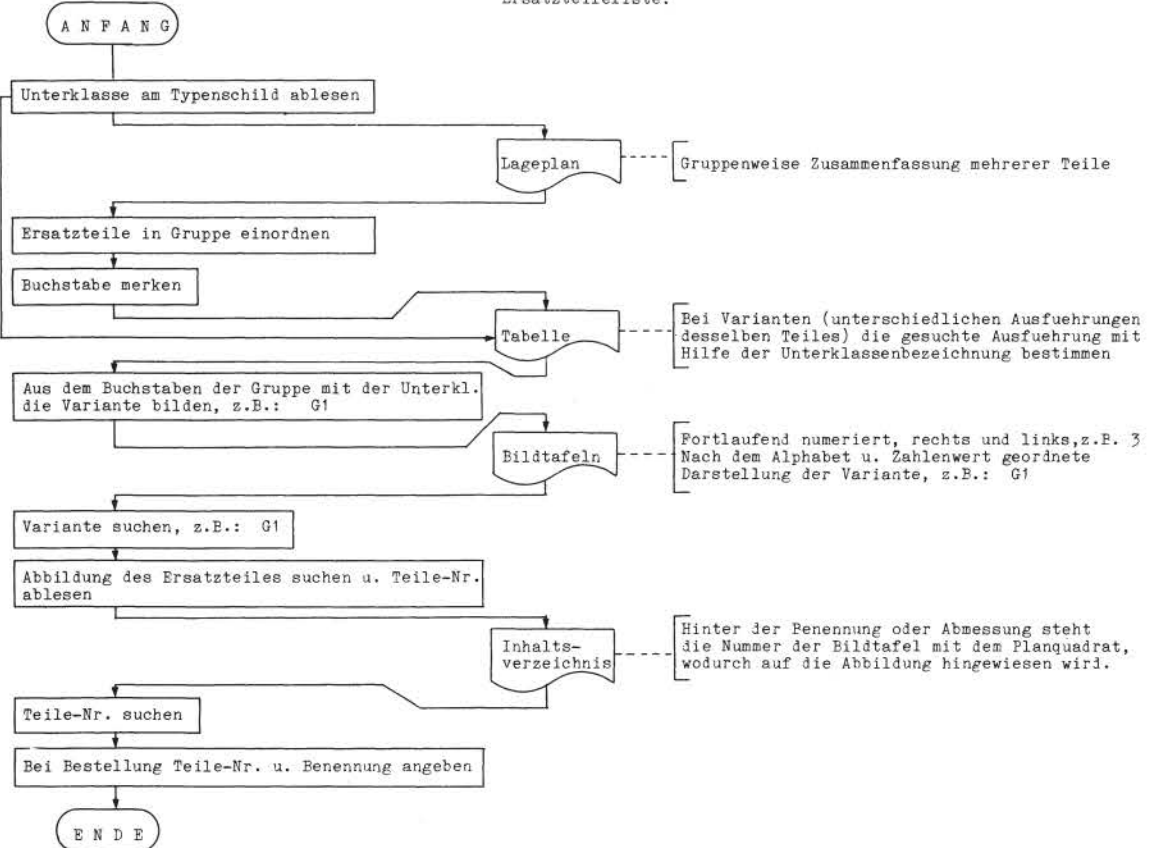 Ersatzteilerliste.
A N F A N G
Unterklasse am Typenschild ablesen
Lageplan
Gruppenweise Zusammenfassung mehrerer Teile
Ersatzteile in Gruppe einordnen
Buchstabe merken
Tabelle
Bei Varianten (unterschiedlichen Ausfuehrungen
desselben Teiles) die gesuchte Ausfuehrung mit
Hilfe der Unterklassenbezeichnung bestimmen
Aus dem Buchstaben der Gruppe mit der Unterkl.
die Variante bilden, z.B.: G1
Bildtafeln
Fortlaufend numeriert, rechts und links,z.B. 3
Nach dem Alphabet u. Zahlenwert geordnete
Darstellung der Variante, z.B.: G1
Variante suchen, z.B.: G1
Abbildung des Ersatzteiles suchen u. Teile-Nr.
ablesen
Inhalts-
verzeichnis
Hinter der Benennung oder Abmessung steht
die Nummer der Bildtafel mit dem Planquadrat,
wodurch auf die Abbildung hingewiesen wird.
Teile-Nr. suchen
Bei Bestellung Teile-Nr. u. Benennung angeben
E N D E